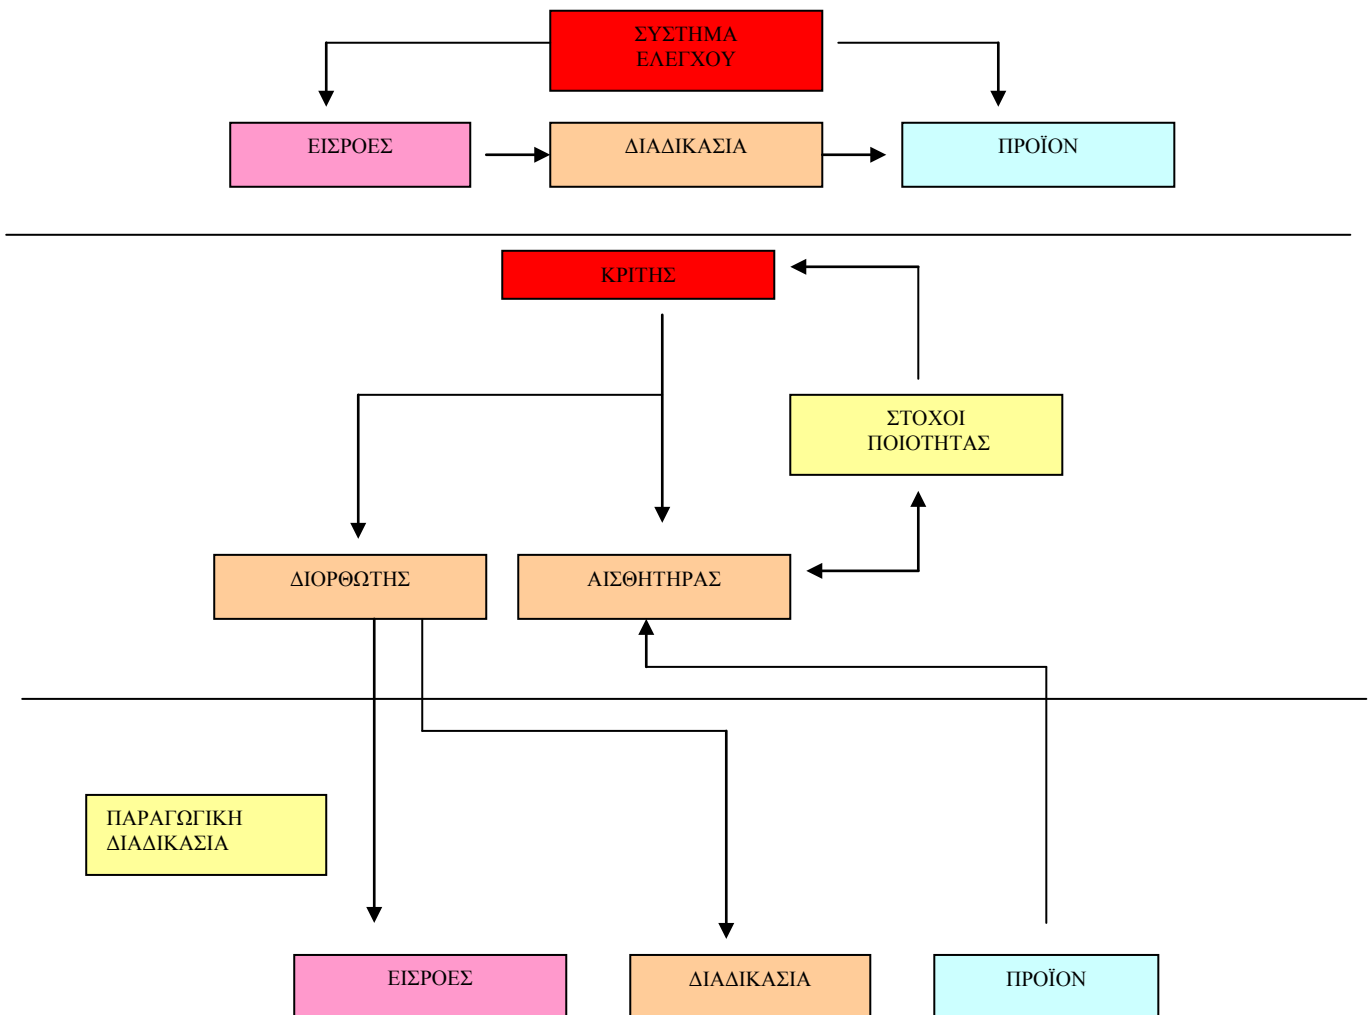 ΣΥΣΤΗΜΑ
ΕΛΕΓΧΟΥ
ΕΙΣΡΟΕΣ
ΔΙΑΔΙΚΑΣΙΑ
ΠΡΟΪΟΝ
ΚΡΙΤΗΣ
ΣΤΟΧΟΙ
ΠΟΙΟΤΗΤΑΣ
ΔΙΟΡΘΩΤΗΣ
ΑΙΣΘΗΤΗΡΑΣ
ΠΑΡΑΓΩΓΙΚΗ
ΔΙΑΔΙΚΑΣΙΑ
ΕΙΣΡΟΕΣ
ΔΙΑΔΙΚΑΣΙΑ
ΠΡΟΪΟΝ